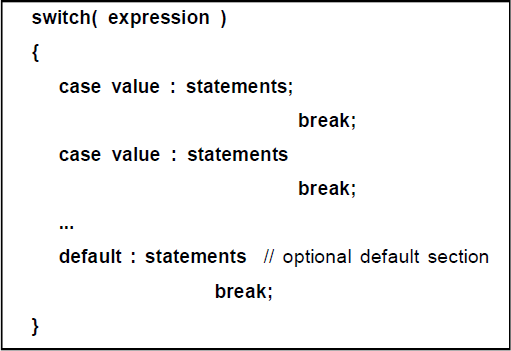 switch( expression )
{
case value : statements;
break;
case value : statements
break;
...
default : statements // optional default section
break;
}